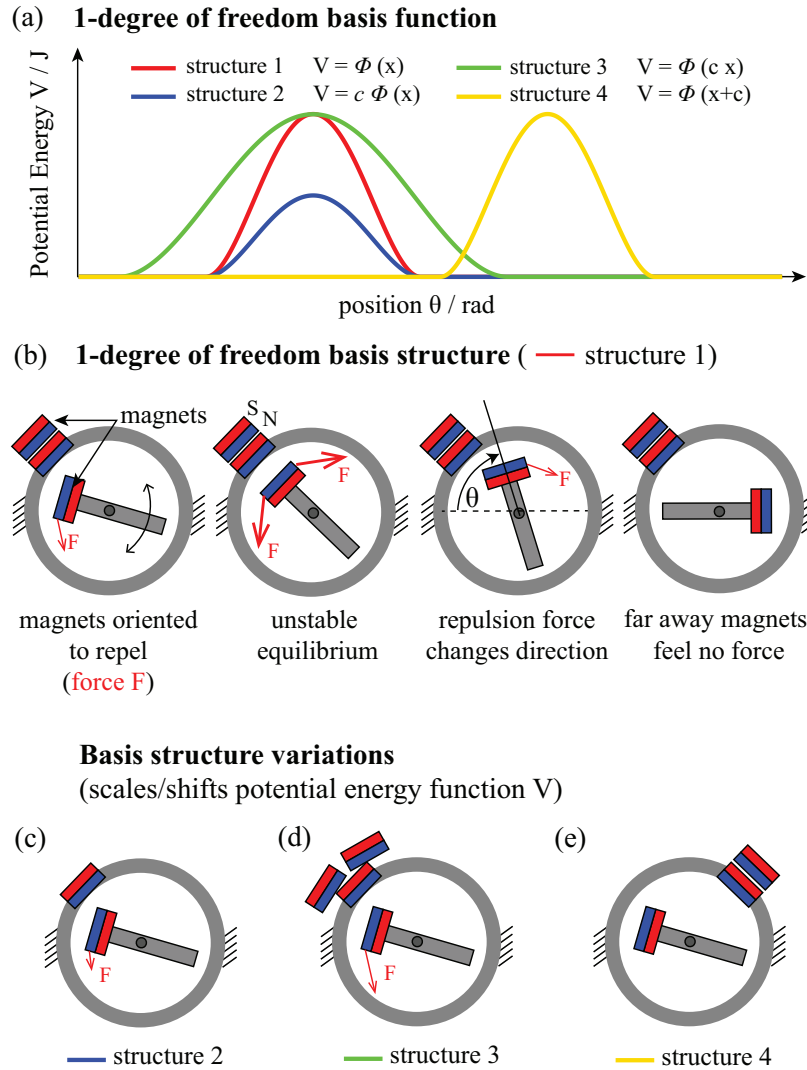 (a) 1-degree of freedom basis function
structure 1 V = Φ (x)
structure 2 V = c Φ (x)
structure 3 V = Φ (c x)
structure 4 V = Φ (x+c)
Potential Energy V / J
position θ / rad
(b) 1-degree of freedom basis structure ( structure 1)
magnets
S N
F
F
F
θ
F
magnets oriented
to repel
(force F)
unstable
equilibrium
repulsion force
changes direction
far away magnets
feel no force
Basis structure variations
(scales/shifts potential energy function V)
(c)
(d)
(e)
F
F
structure 2
structure 3
structure 4